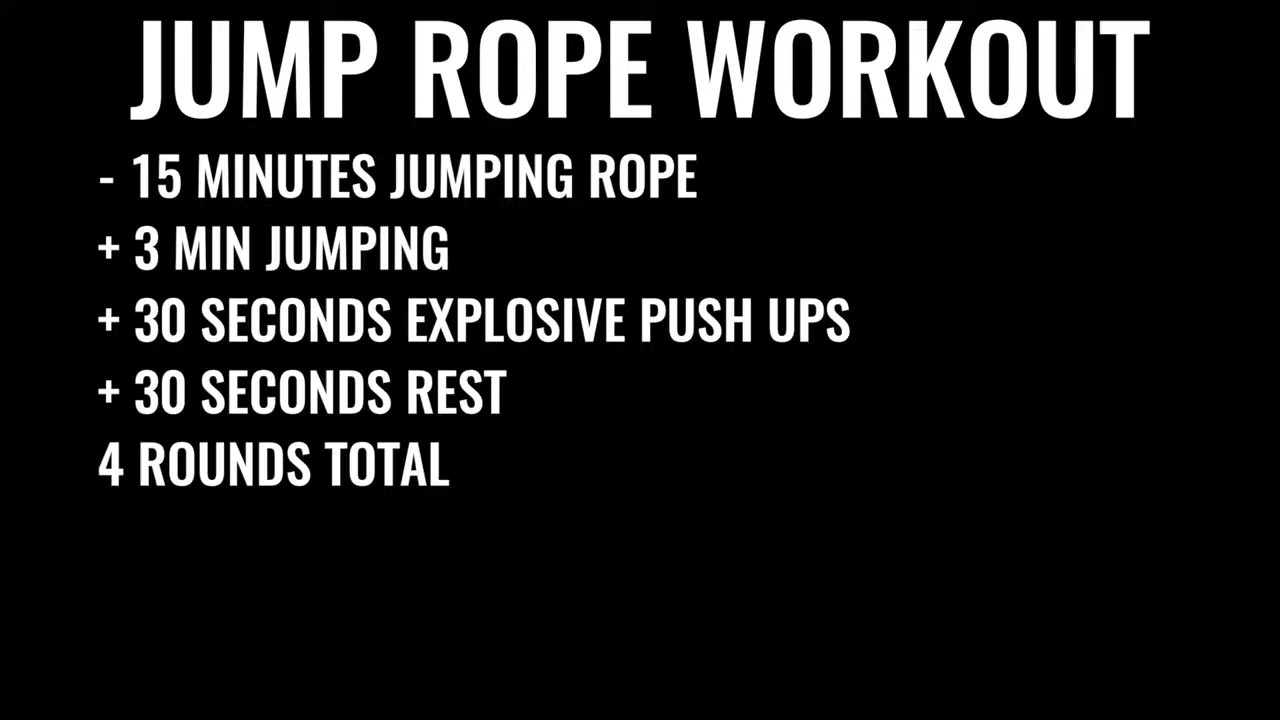 JUMP ROPE WORKOUT
- 15 MINUTES JUMPING ROPE
+ 3 MIN JUMPING
+ 30 SECONDS EXPLOSIVE PUSH UPS
+ 30 SECONDS REST
4 ROUNDS TOTAL